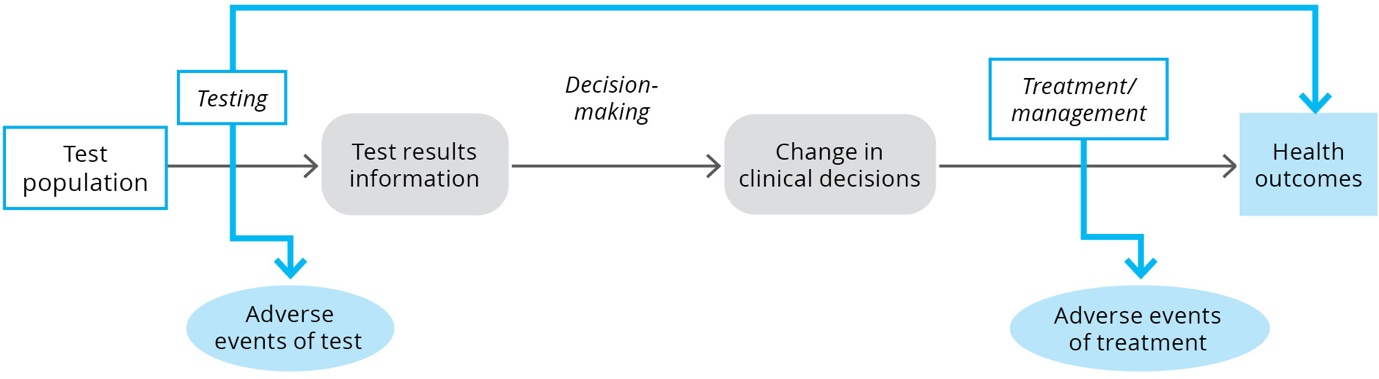 Testing
Test
population
Test results
information
Decision-
making
Change in
clinical decisions
Treatment/
management
Health
outcomes
Adverse
events of test
Adverse events
of treatment